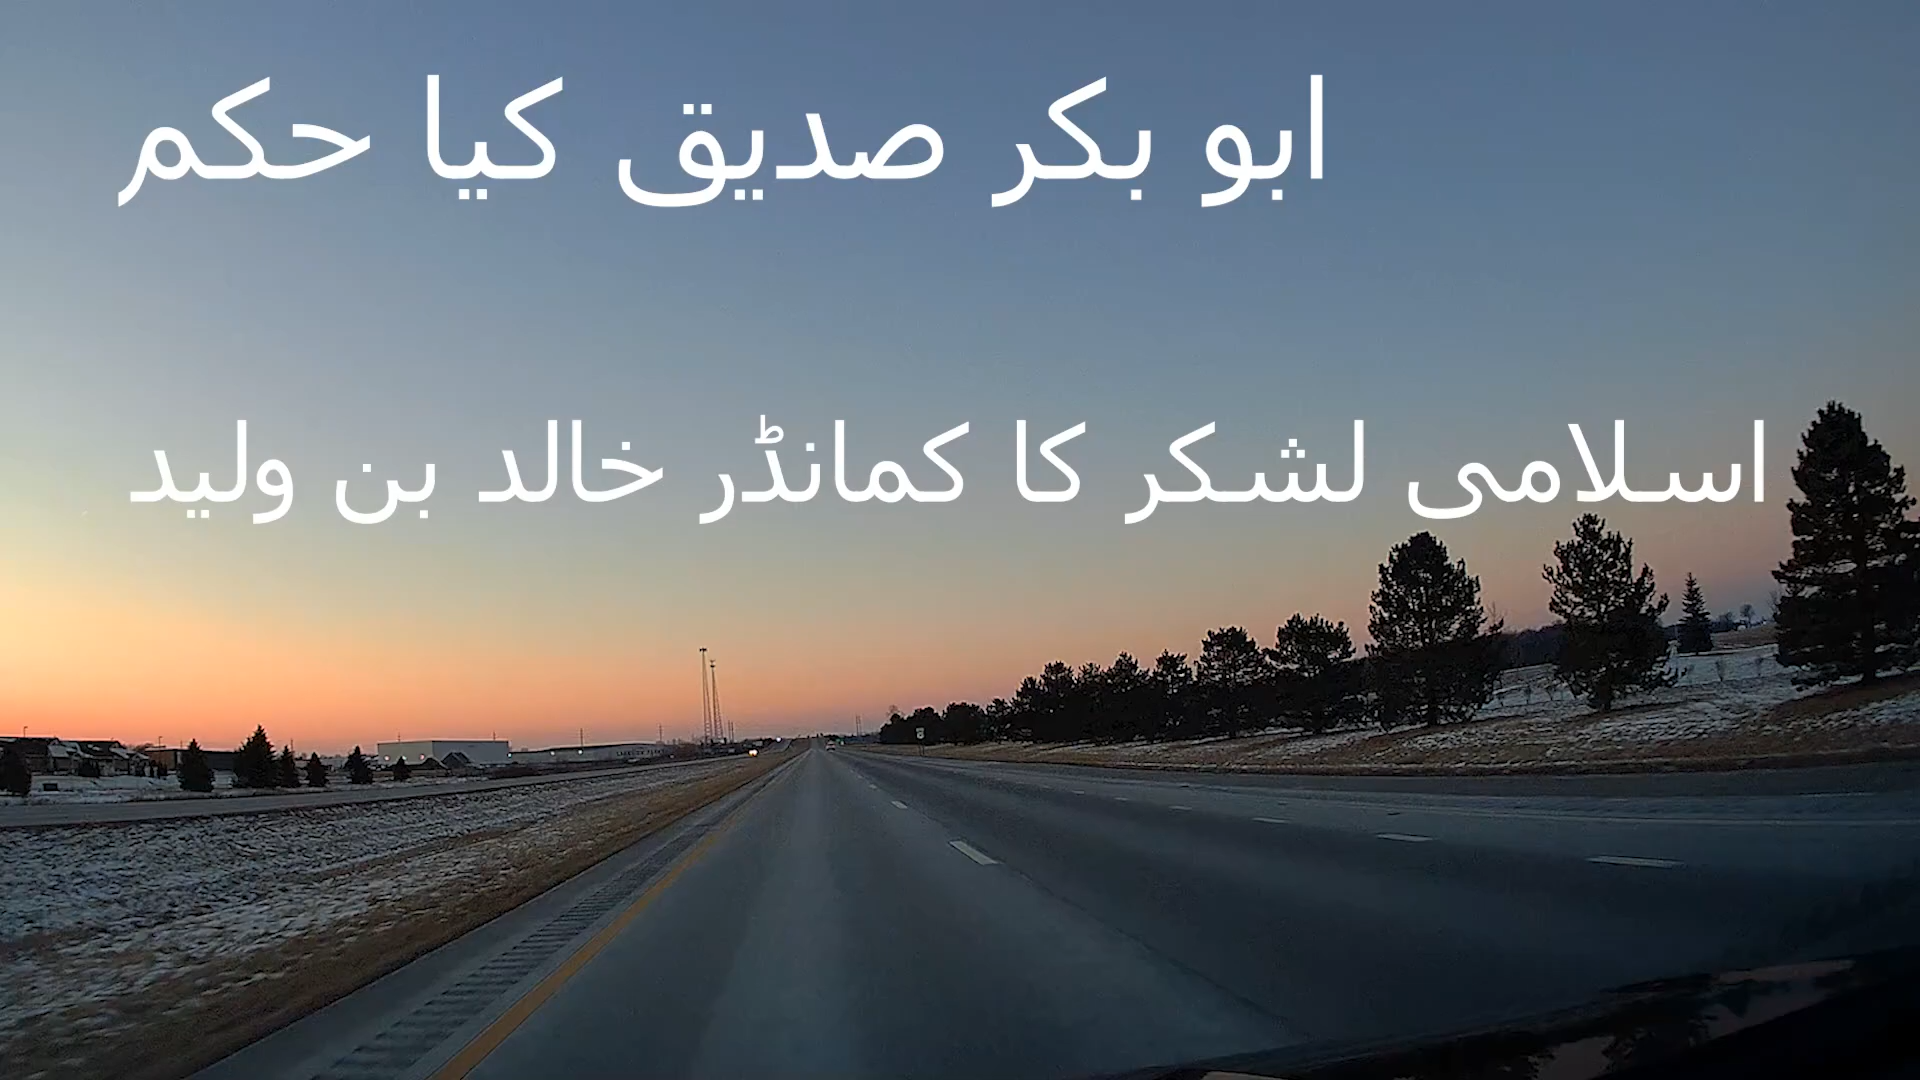 ابو بکر صدیق کیا حکم
اسلامی لشکر کا کمانڈر خالد بن ولید